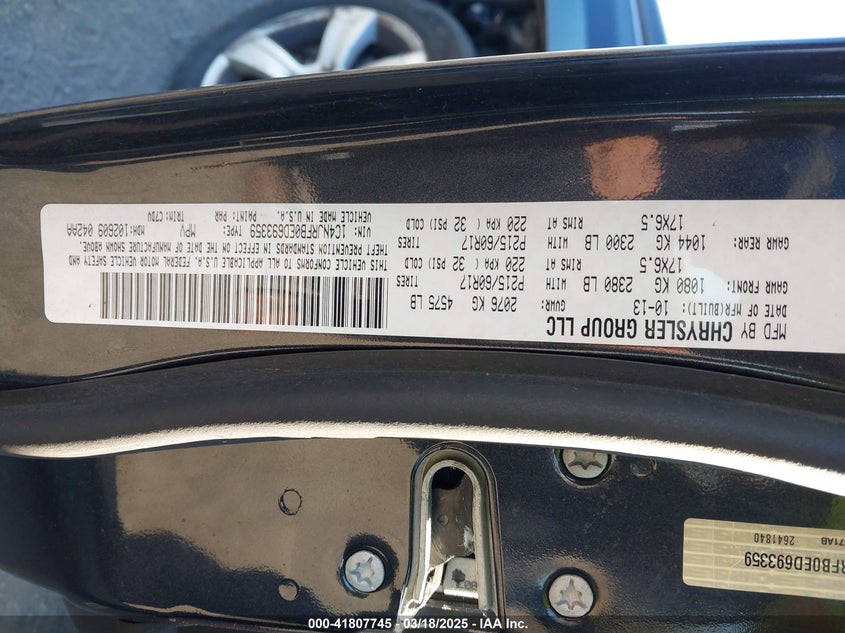 MFD BY CHRYSLER GROUP LLC
DATE OF MFR(BUILT): 10-13 GVWR: 2076 KG 4575 LB
GAWR FRONT: 1080 KG 2380 LB WITH P215/60R17 TIRES
17X6.5 RIMS AT 220 KPA ( 32 PSI) COLD
GAWR REAR: 1044 KG 2300 LB WITH P215/60R17 TIRES
17X6.5 RIMS AT 220 KPA ( 32 PSI) COLD
THIS VEHICLE CONFORMS TO ALL APPLICABLE U.S.A. FEDERAL MOTOR VEHICLE SAFETY AND
THEFT PREVENTION STANDARDS IN EFFECT ON THE DATE OF MANUFACTURE SHOWN ABOVE.
VIN: 1C4NJRFB0ED693359 TYPE: MPV MDH:102809 042AA
VEHICLE MADE IN U.S.A. PAINT: PAR TRIM: C7DV
RFB0ED693359
71AB 2641840
000-41807745 - 03/18/2025 - IAA Inc.